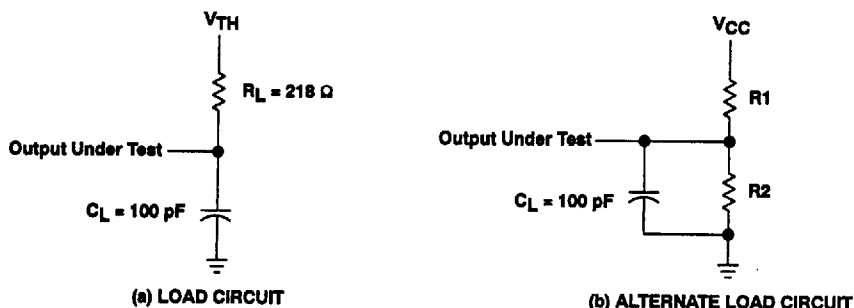 VTH
RL = 218 Ω
Output Under Test
CL = 100 pF
(a) LOAD CIRCUIT
VCC
R1
Output Under Test
CL = 100 pF
R2
(b) ALTERNATE LOAD CIRCUIT